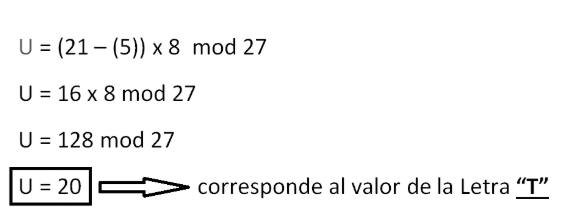 U = (21 – (5)) x 8 mod 27
U = 16 x 8 mod 27
U = 128 mod 27
U = 20 corresponde al valor de la Letra “T”